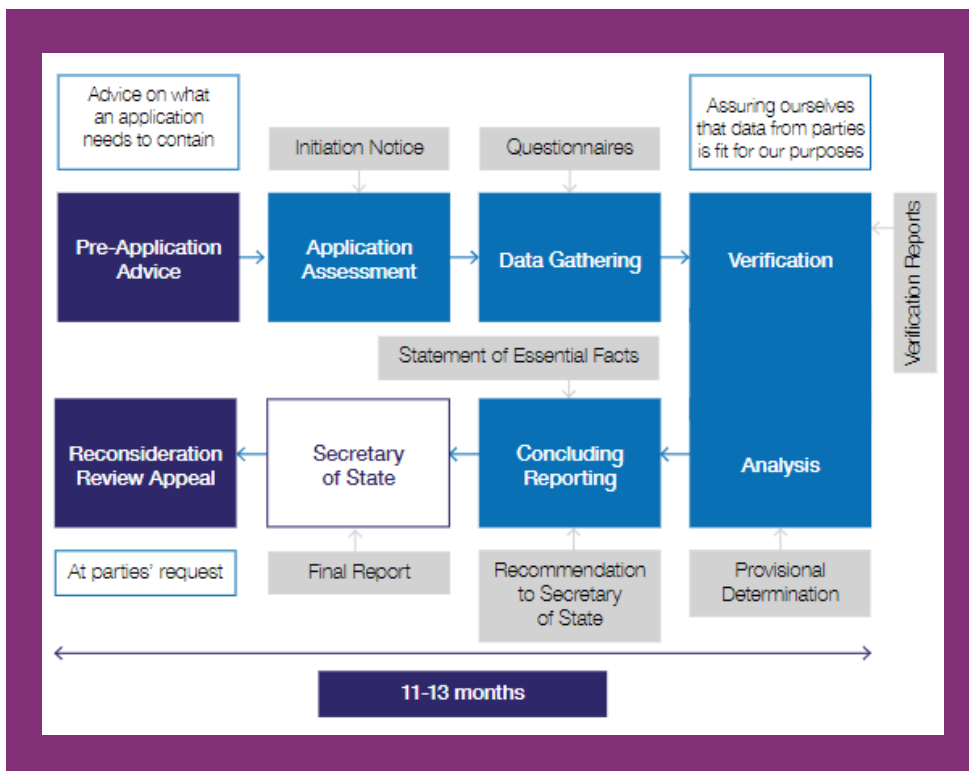 Advice on what
an application
needs to contain
Initiation Notice
Questionnaires
Assuring ourselves
that data from parties
is fit for our purposes
Pre-Application
Advice
Application
Assessment
Data Gathering
Verification
Verification Reports
Statement of Essential Facts
Reconsideration
Review Appeal
Secretary
of State
Concluding
Reporting
Analysis
At parties' request
Final Report
Recommendation
to Secretary
of State
Provisional
Determination
11-13 months